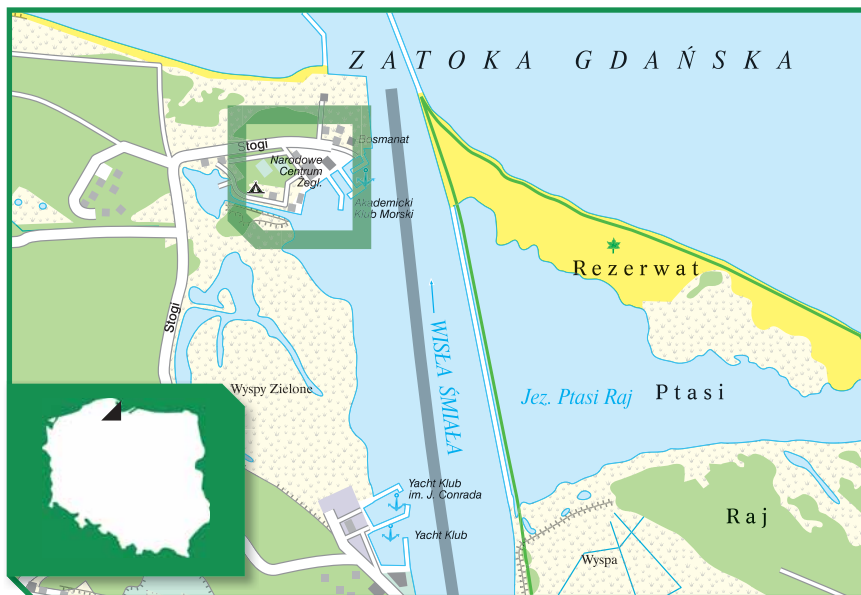 ZATOKA GDAŃSKA
Bosmanat
Stogi
Narodowe
Centrum
Żegl.
Akademicki
Klub Morski
Rezerwat
Stogi
WISŁA ŚMIAŁA
Wyspy Zielone
Jez. Ptasi Raj
Ptasi
Yacht Klub
im. J. Conrada
Raj
Yacht Klub
Wyspa